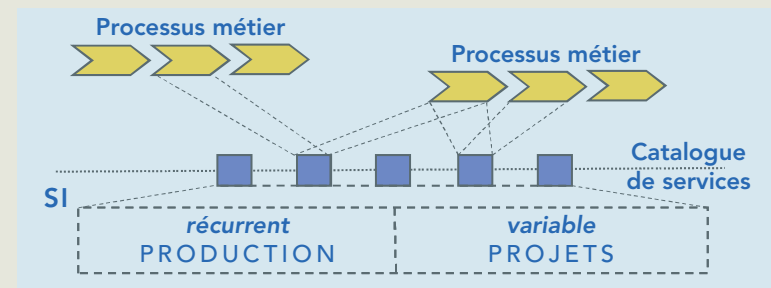 Processus métier
Processus métier
Catalogue
de services
SI
récurrent
PRODUCTION
variable
PROJETS